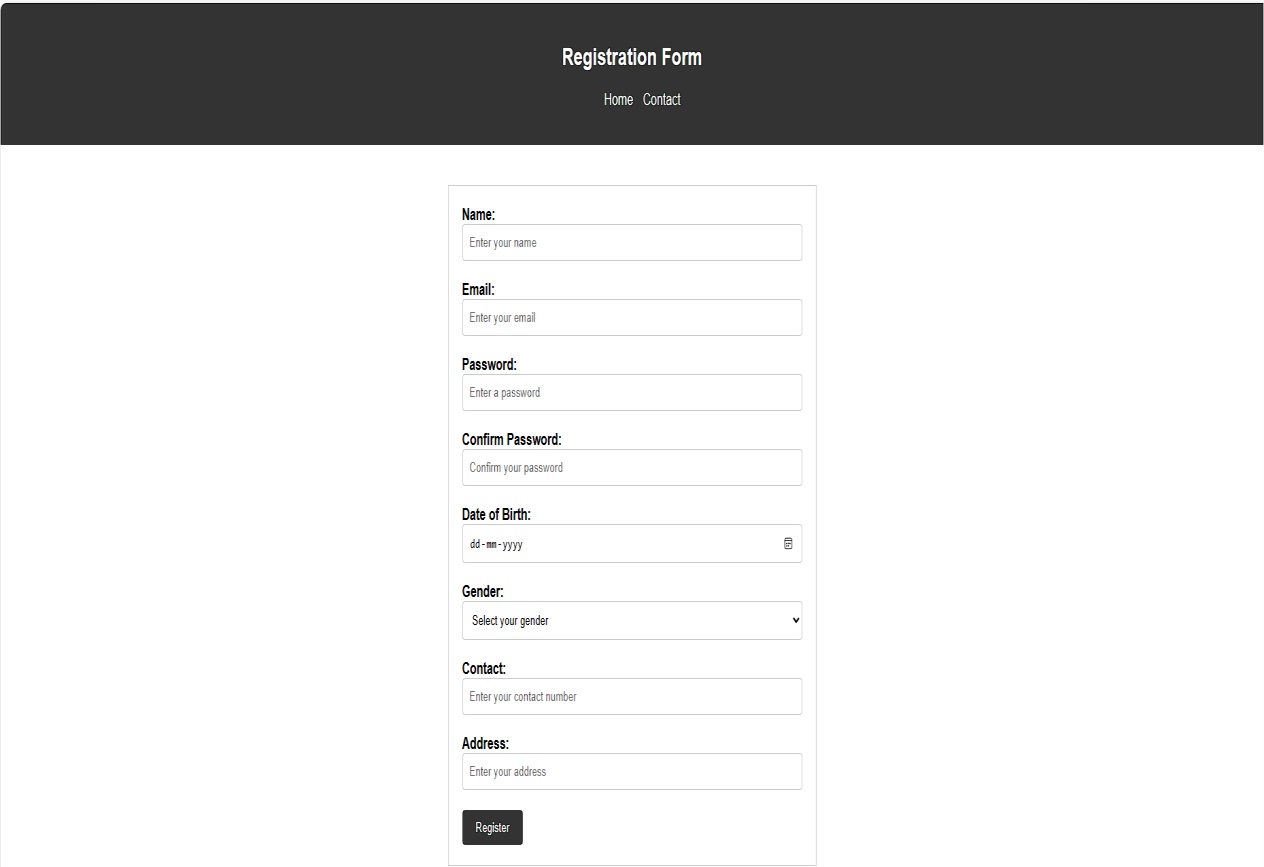 Registration Form
Home Contact
Name:
Enter your name
Email:
Enter your email
Password:
Enter a password
Confirm Password:
Confirm your password
Date of Birth:
dd-mm-yyyy
Gender:
Select your gender
Contact:
Enter your contact number
Address:
Enter your address
Register